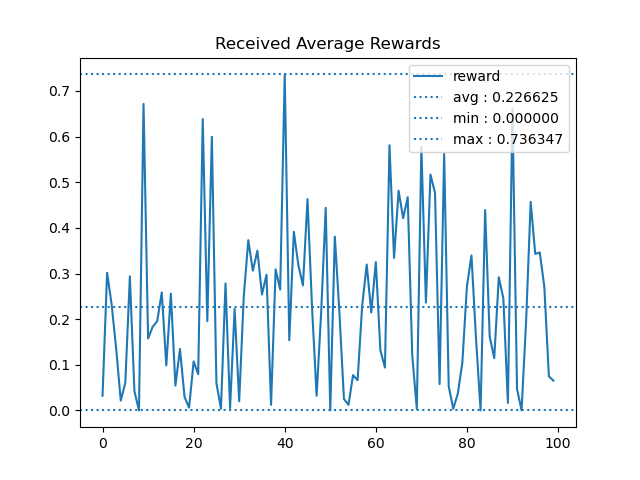 Received Average Rewards
reward
avg : 0.226625
min : 0.000000
max : 0.736347
0.7
0.6
0.5
0.4
0.3
0.2
0.1
0.0
0 20 40 60 80 100